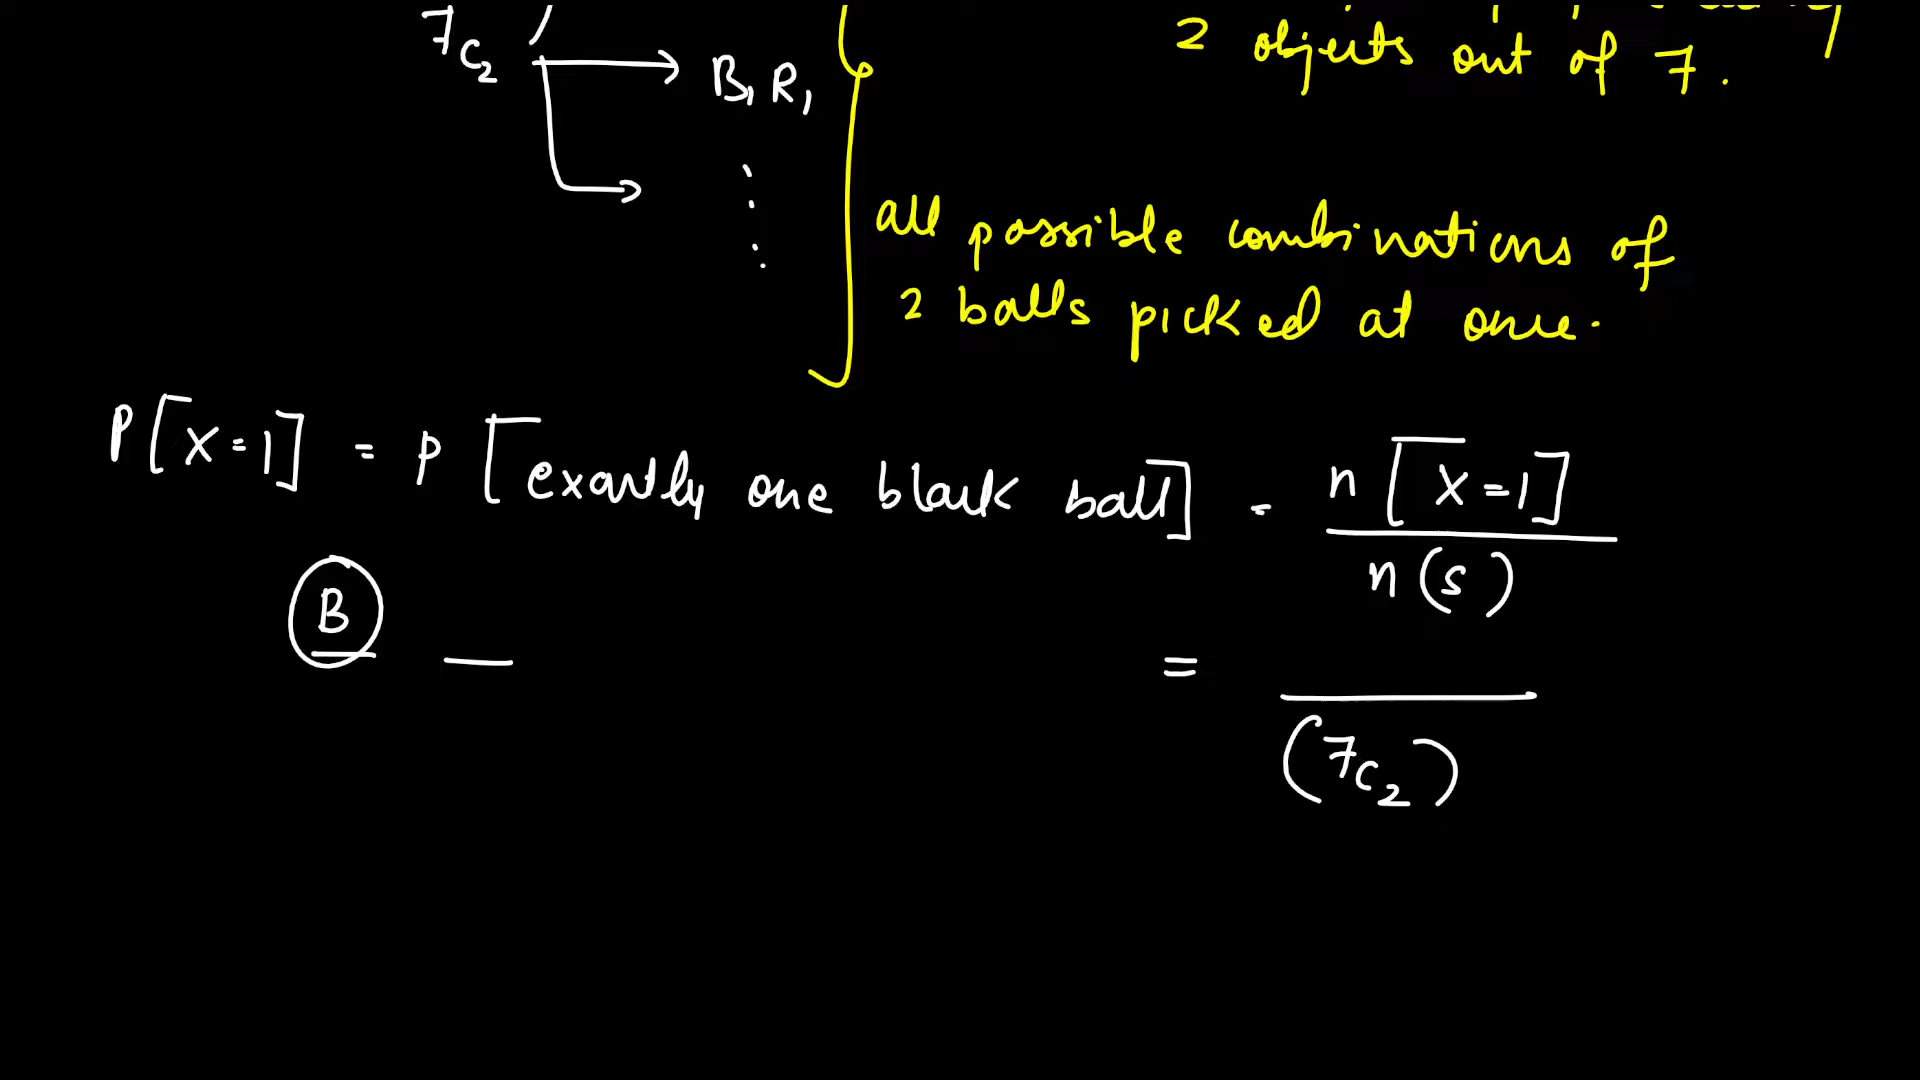 2 objects out of 7.
7C₂ → B₁ R₁
all possible combinations of
2 balls picked at once.
P[X=1] = P[exactly one black ball] = n[X=1] / n(s)
B _ = / (7C₂)